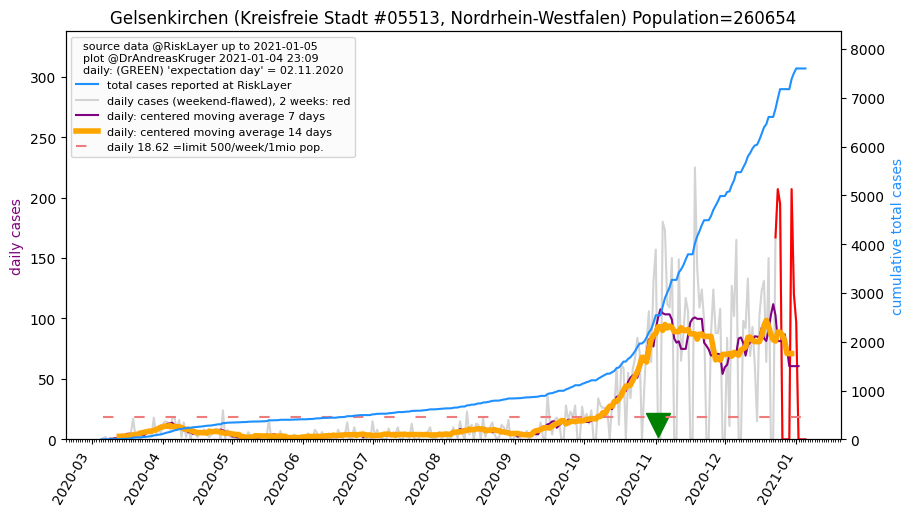 Gelsenkirchen (Kreisfreie Stadt #05513, Nordrhein-Westfalen) Population=260654
source data @RiskLayer up to 2021-01-05
plot @DrAndreasKruger 2021-01-04 23:09
daily: (GREEN) 'expectation day' = 02.11.2020
total cases reported at RiskLayer
daily cases (weekend-flawed), 2 weeks: red
daily: centered moving average 7 days
daily: centered moving average 14 days
daily 18.62 =limit 500/week/1mio pop.
daily cases
300
250
200
150
100
50
0
8000
7000
6000
5000
4000
3000
2000
1000
0
cumulative total cases
2020-03
2020-04
2020-05
2020-06
2020-07
2020-08
2020-09
2020-10
2020-11
2020-12
2021-01